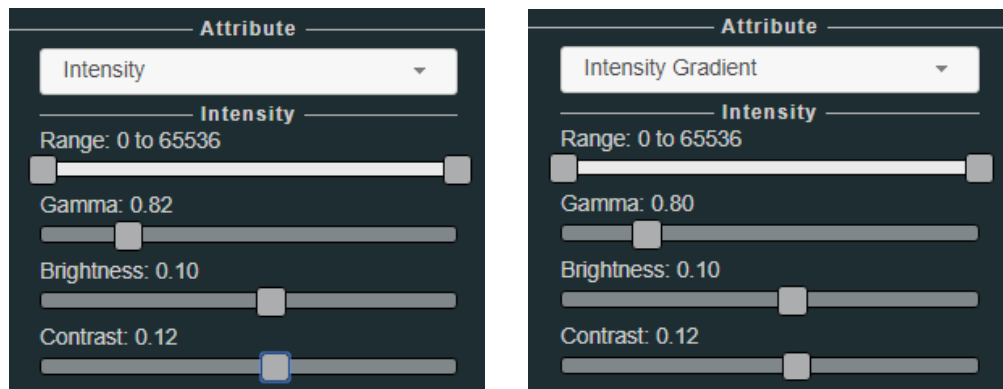 Attribute
Intensity
Intensity
Range: 0 to 65536
Gamma: 0.82
Brightness: 0.10
Contrast: 0.12
Attribute
Intensity Gradient
Intensity
Range: 0 to 65536
Gamma: 0.80
Brightness: 0.10
Contrast: 0.12